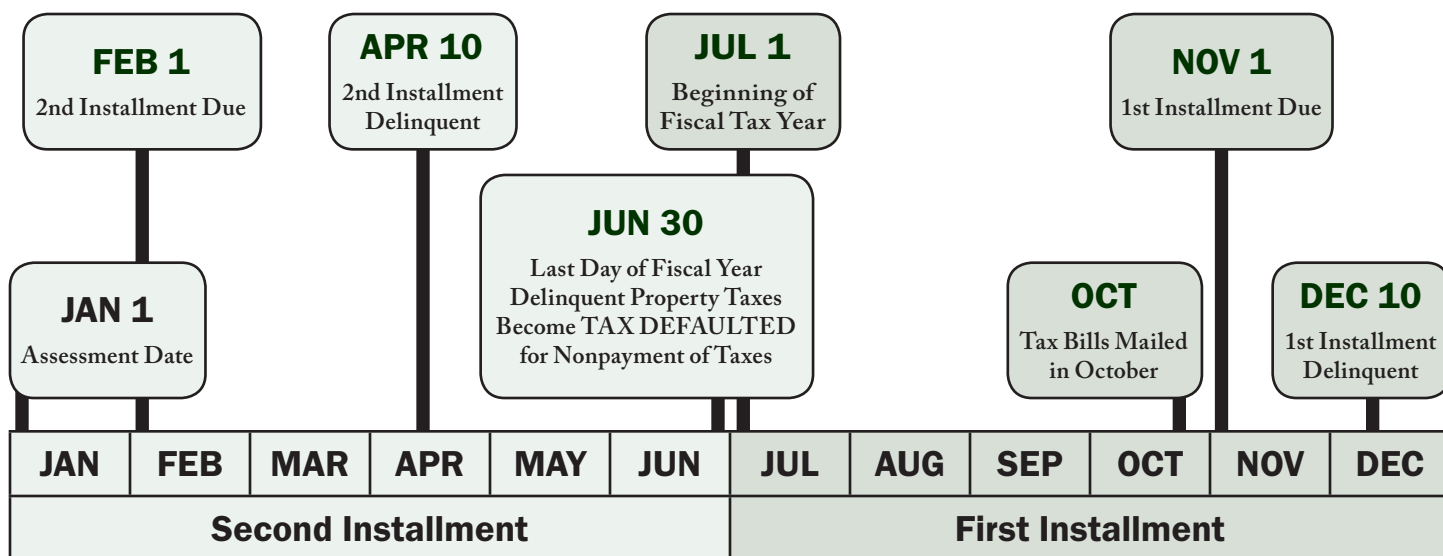 FEB 1
2nd Installment Due
APR 10
2nd Installment
Delinquent
JUL 1
Beginning of
Fiscal Tax Year
NOV 1
1st Installment Due
JAN 1
Assessment Date
JUN 30
Last Day of Fiscal Year
Delinquent Property Taxes
Become TAX DEFAULTED
for Nonpayment of Taxes
OCT
Tax Bills Mailed
in October
DEC 10
1st Installment
Delinquent
JAN FEB MAR APR MAY JUN JUL AUG SEP OCT NOV DEC
Second Installment First Installment